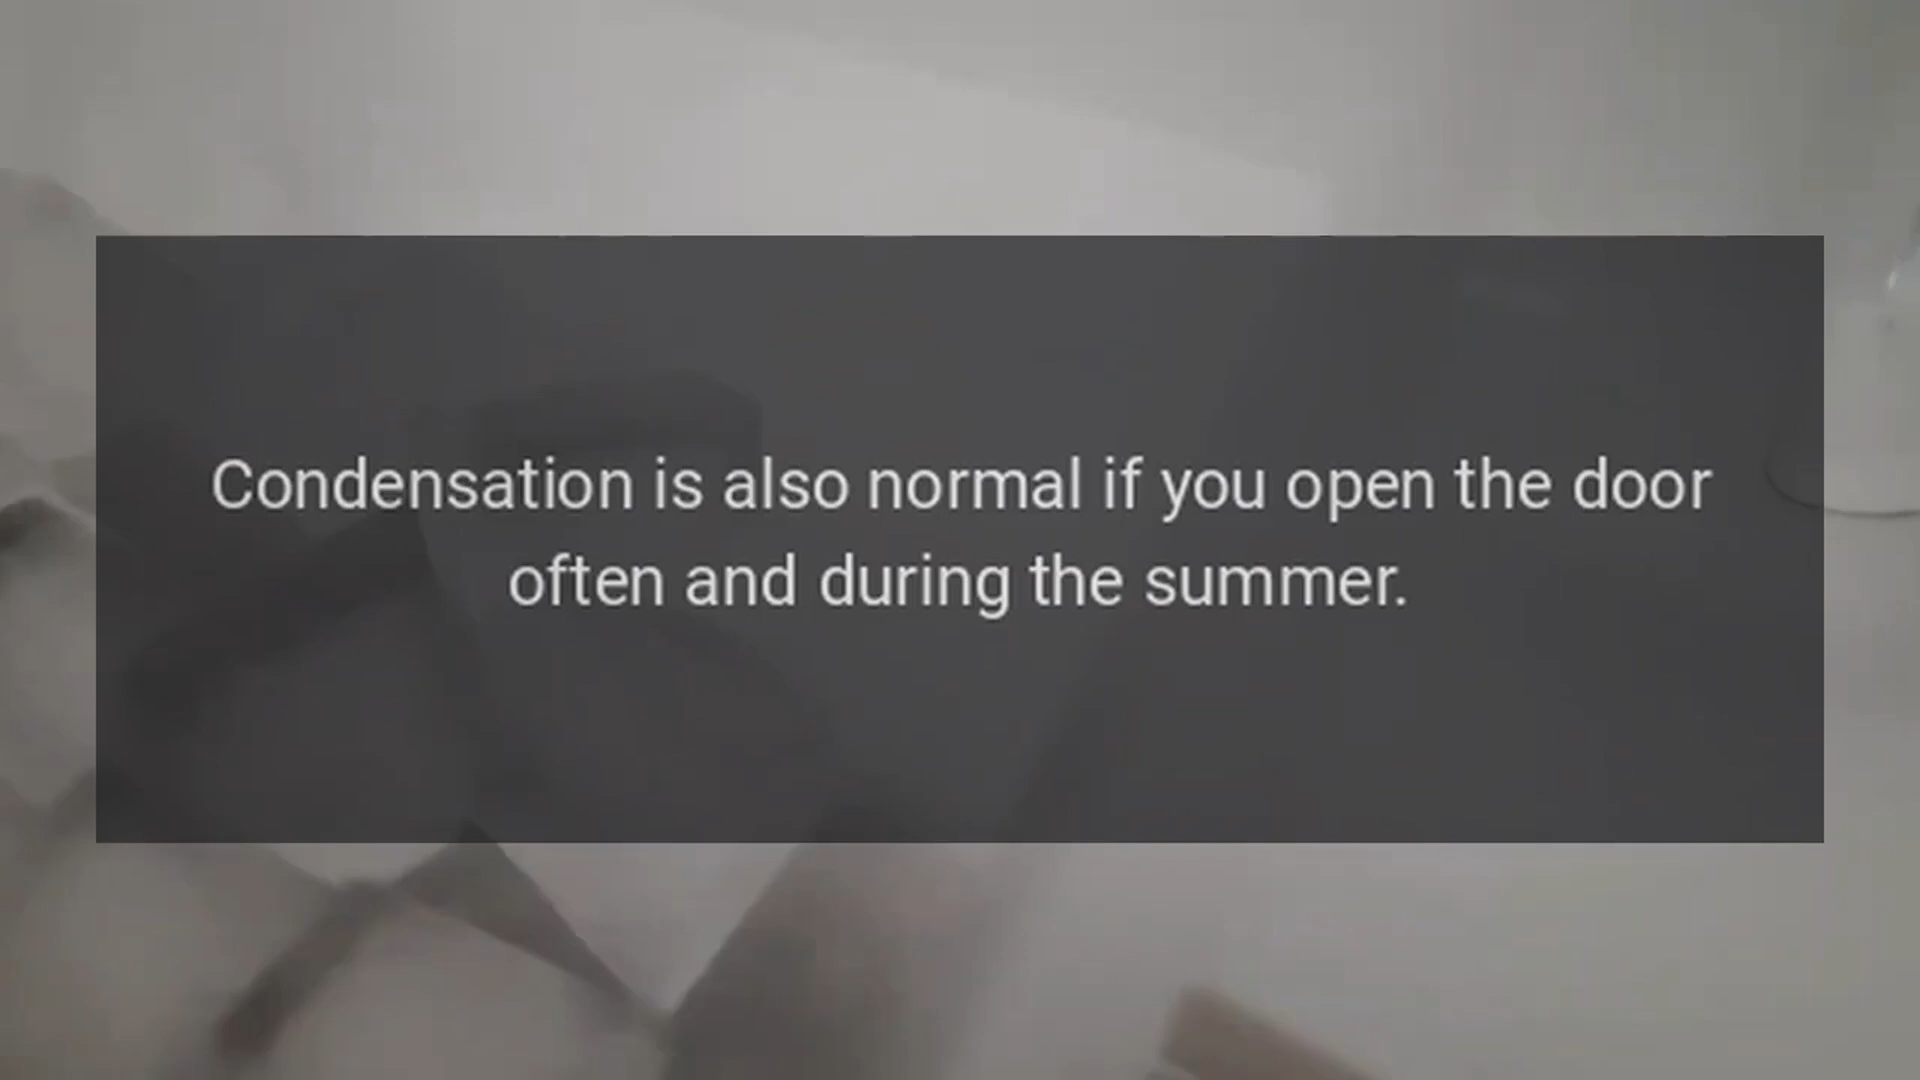 Condensation is also normal if you open the door
often and during the summer.